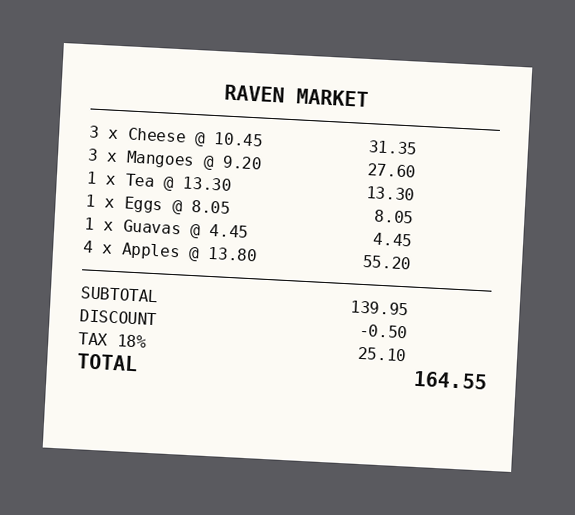 RAVEN MARKET
3 x Cheese @ 10.45 31.35
3 x Mangoes @ 9.20 27.60
1 x Tea @ 13.30 13.30
1 x Eggs @ 8.05 8.05
1 x Guavas @ 4.45 4.45
4 x Apples @ 13.80 55.20
SUBTOTAL 139.95
DISCOUNT -0.50
TAX 18% 25.10
TOTAL 164.55